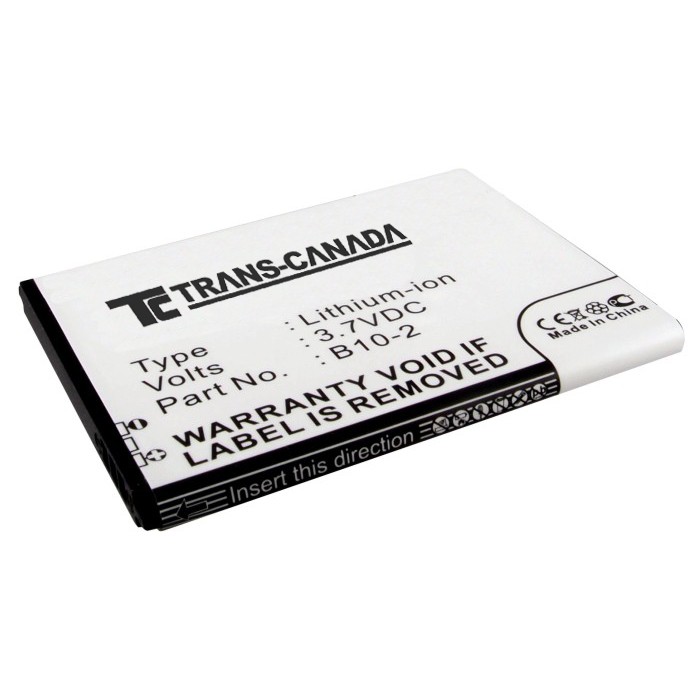 TC TRANS-CANADA
Type : Lithium-ion
Volts : 3.7VDC
Part No. : B10-2
WARRANTY VOID IF
LABEL IS REMOVED
Insert this direction
CE
Made In China